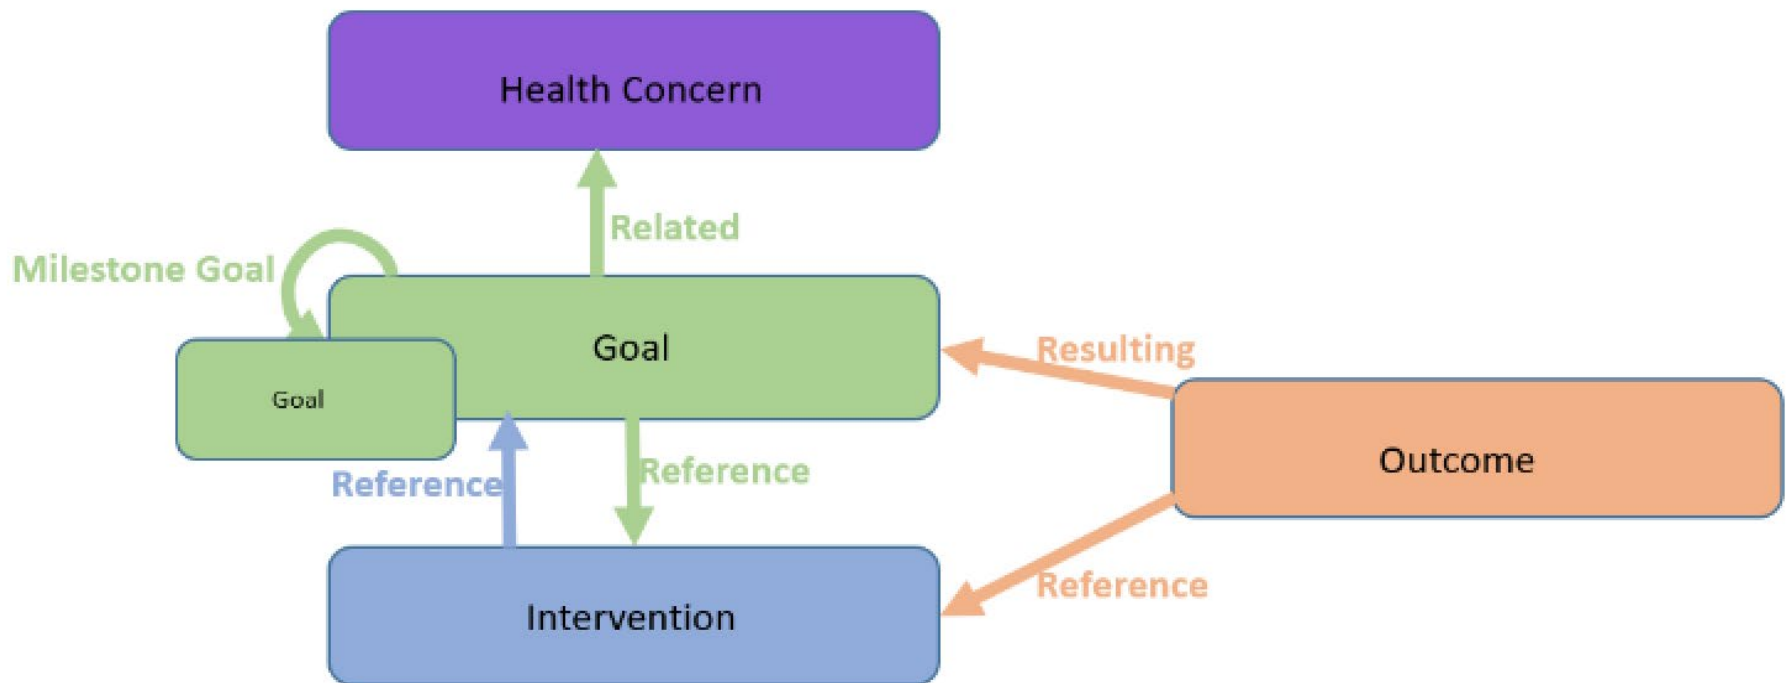 Health Concern
Related
Milestone Goal
Goal
Resulting
Goal
Outcome
Reference
Reference
Reference
Intervention